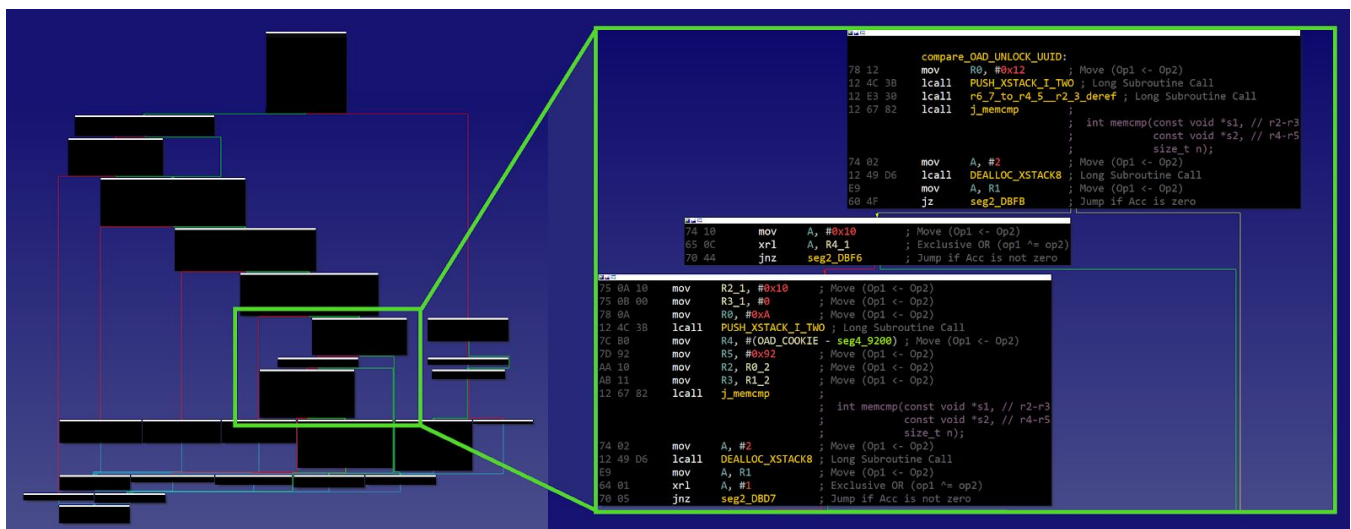 compare_OAD_UNLOCK_UUID:
78 12 mov R0, #0x12 ; Move (Op1 <- Op2)
12 4C 3B lcall PUSH_XSTACK_I_TWO ; Long Subroutine Call
12 E3 30 lcall r6_7_to_r4_5__r2_3_deref ; Long Subroutine Call
12 67 82 lcall j_memcmp ;
; int memcmp(const void *s1, // r2-r3
; const void *s2, // r4-r5
; size_t n);
74 02 mov A, #2 ; Move (Op1 <- Op2)
12 49 D6 lcall DEALLOC_XSTACK8 ; Long Subroutine Call
E9 mov A, R1 ; Move (Op1 <- Op2)
60 4F jz seg2_DBFB ; Jump if Acc is zero
74 10 mov A, #0x10 ; Move (Op1 <- Op2)
65 0C xrl A, R4_1 ; Exclusive OR (op1 ^= op2)
70 44 jnz seg2_DBF6 ; Jump if Acc is not zero
75 0A 10 mov R2_1, #0x10 ; Move (Op1 <- Op2)
75 0B 00 mov R3_1, #0 ; Move (Op1 <- Op2)
78 0A mov R0, #0xA ; Move (Op1 <- Op2)
12 4C 3B lcall PUSH_XSTACK_I_TWO ; Long Subroutine Call
7C B0 mov R4, #(OAD_COOKIE - seg4_9200) ; Move (Op1 <- Op2)
7D 92 mov R5, #0x92 ; Move (Op1 <- Op2)
AA 10 mov R2, R0_2 ; Move (Op1 <- Op2)
AB 11 mov R3, R1_2 ; Move (Op1 <- Op2)
12 67 82 lcall j_memcmp ;
; int memcmp(const void *s1, // r2-r3
; const void *s2, // r4-r5
; size_t n);
74 02 mov A, #2 ; Move (Op1 <- Op2)
12 49 D6 lcall DEALLOC_XSTACK8 ; Long Subroutine Call
E9 mov A, R1 ; Move (Op1 <- Op2)
64 01 xrl A, #1 ; Exclusive OR (op1 ^= op2)
70 05 jnz seg2_DBD7 ; Jump if Acc is not zero